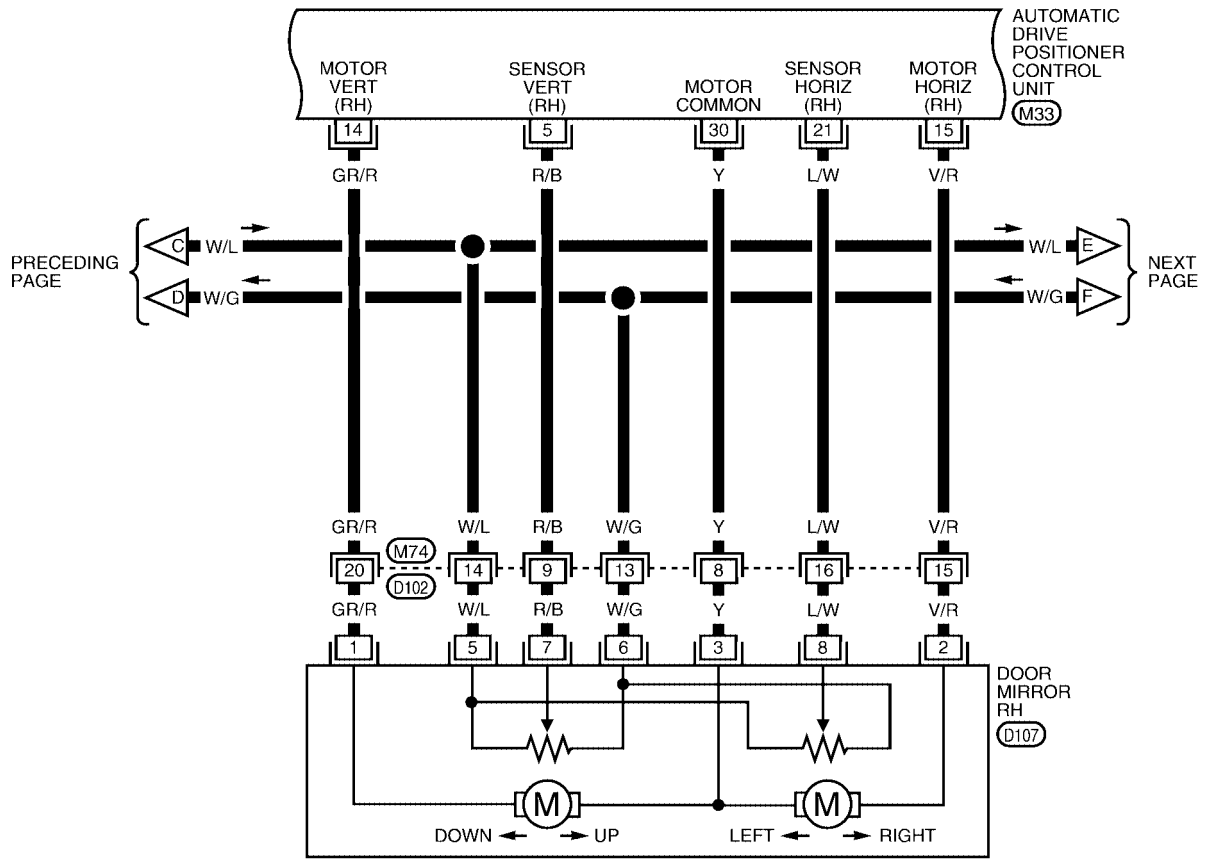 AUTOMATIC
DRIVE
POSITIONER
CONTROL
UNIT
M33
MOTOR
VERT
(RH)
SENSOR
VERT
(RH)
MOTOR
COMMON
SENSOR
HORIZ
(RH)
MOTOR
HORIZ
(RH)
14 5 30 21 15
GR/R R/B Y L/W V/R
PRECEDING
PAGE
C W/L W/L E
D W/G W/G F
NEXT
PAGE
GR/R W/L R/B W/G Y L/W V/R
M74
20 14 9 13 8 16 15
D102
GR/R W/L R/B W/G Y L/W V/R
1 5 7 6 3 8 2
DOOR
MIRROR
RH
D107
M M
DOWN UP LEFT RIGHT